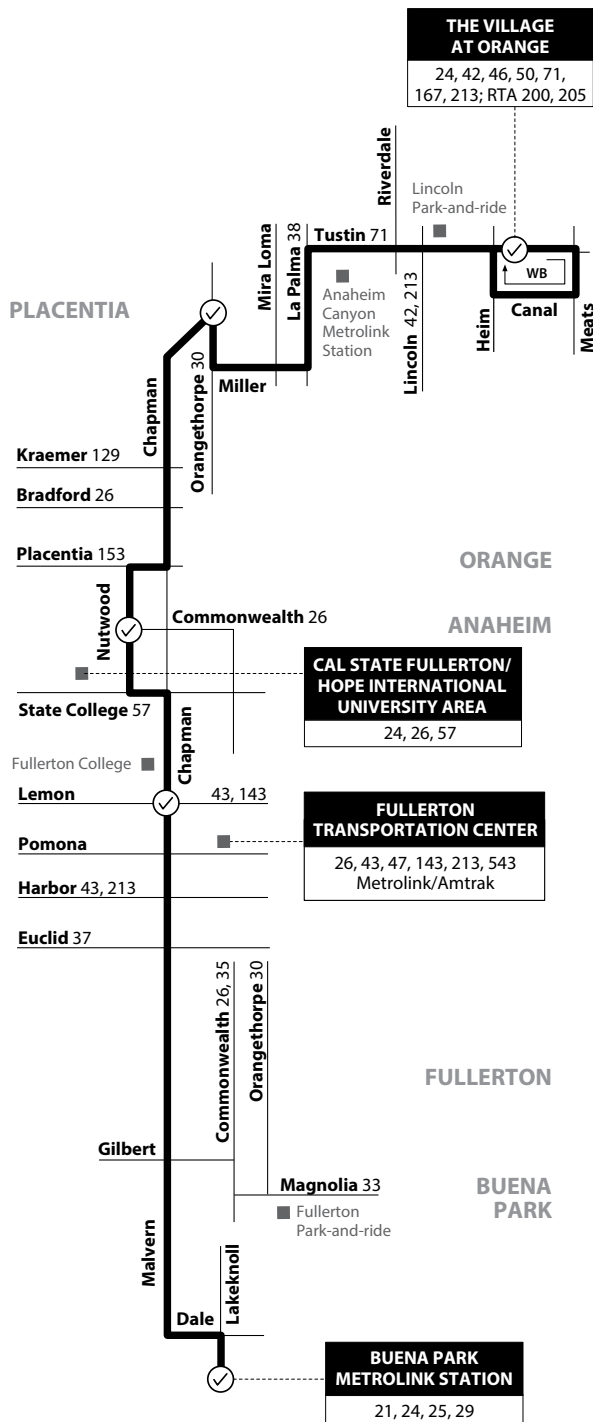 THE VILLAGE
AT ORANGE
24, 42, 46, 50, 71,
167, 213; RTA 200, 205
Riverdale
Lincoln
Park-and-ride
Mira Loma
La Palma 38
Tustin 71
WB
PLACENTIA
Anaheim
Canyon
Metrolink
Station
Lincoln 42, 213
Heim
Canal
Meats
Chapman
Orangethorpe 30
Miller
Kraemer 129
Bradford 26
Placentia 153
ORANGE
Nutwood
Commonwealth 26
ANAHEIM
CAL STATE FULLERTON/
HOPE INTERNATIONAL
UNIVERSITY AREA
24, 26, 57
State College 57
Chapman
Fullerton College
Lemon 43, 143
FULLERTON
TRANSPORTATION CENTER
26, 43, 47, 143, 213, 543
Metrolink/Amtrak
Pomona
Harbor 43, 213
Euclid 37
Commonwealth 26, 35
Orangethorpe 30
FULLERTON
Gilbert
Magnolia 33
BUENA
PARK
Fullerton
Park-and-ride
Malvern
Lakeknoll
Dale
BUENA PARK
METROLINK STATION
21, 24, 25, 29